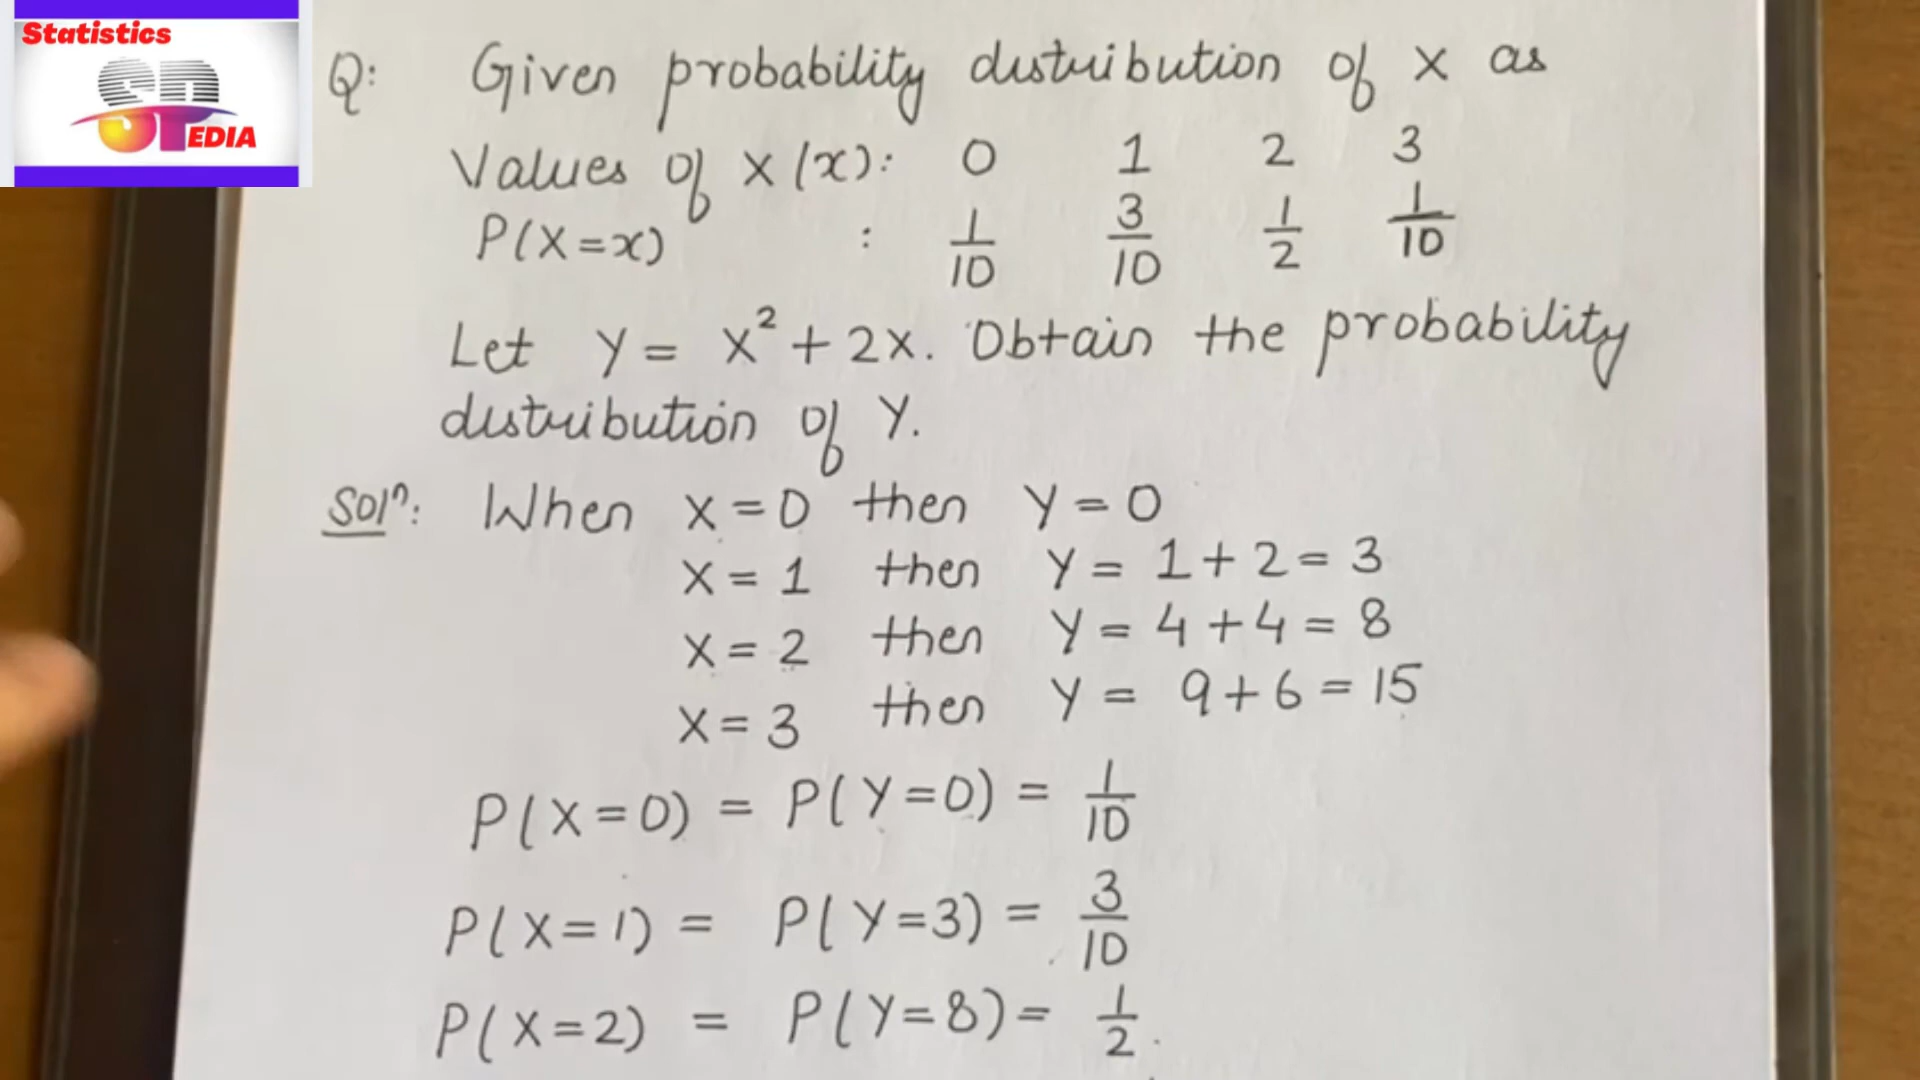 Statistics
EDIA
Q: Given probability distribution of X as
Values of X (x): 0 1 2 3
P(X=x) : 1/10 3/10 1/2 1/10
Let Y = X² + 2X. Obtain the probability
distribution of Y.
Solⁿ: When X = 0 then Y = 0
X = 1 then Y = 1 + 2 = 3
X = 2 then Y = 4 + 4 = 8
X = 3 then Y = 9 + 6 = 15
P(X=0) = P(Y=0) = 1/10
P(X=1) = P(Y=3) = 3/10
P(X=2) = P(Y=8) = 1/2